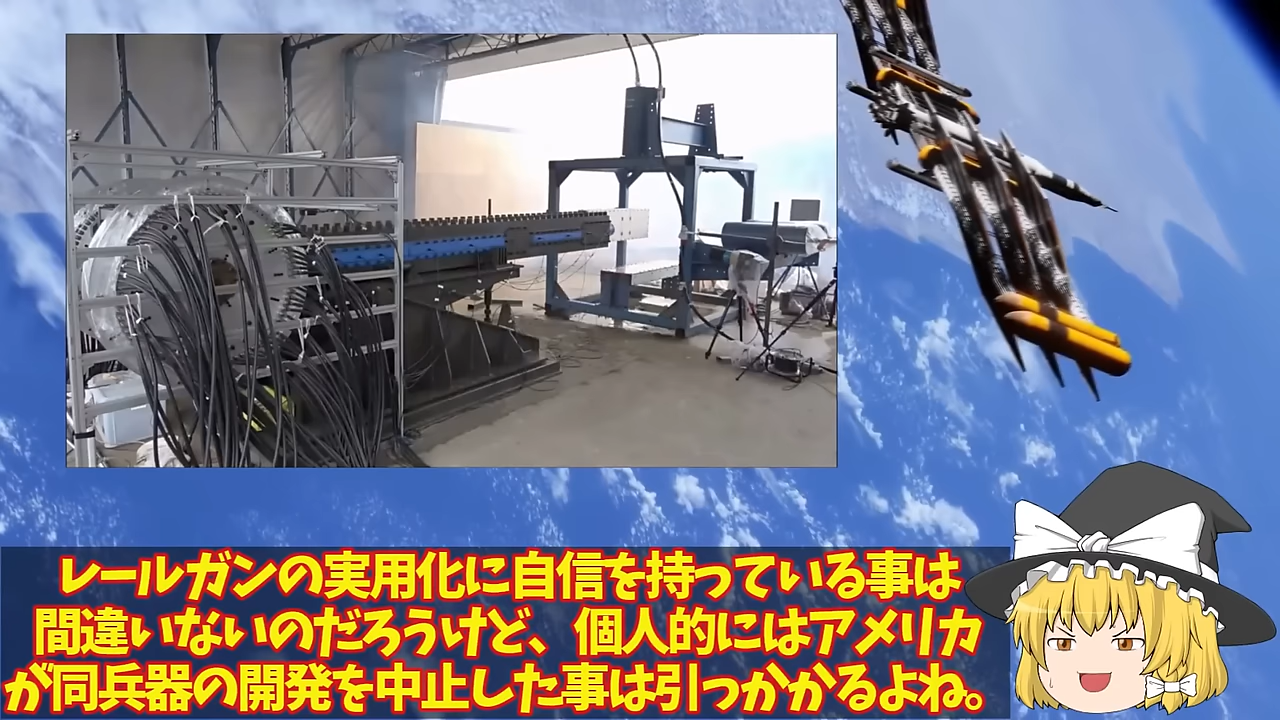 レールガンの実用化に自信を持っている事は
間違いないのだろうけど、個人的にはアメリカ
が同兵器の開発を中止した事は引っかかるよね。